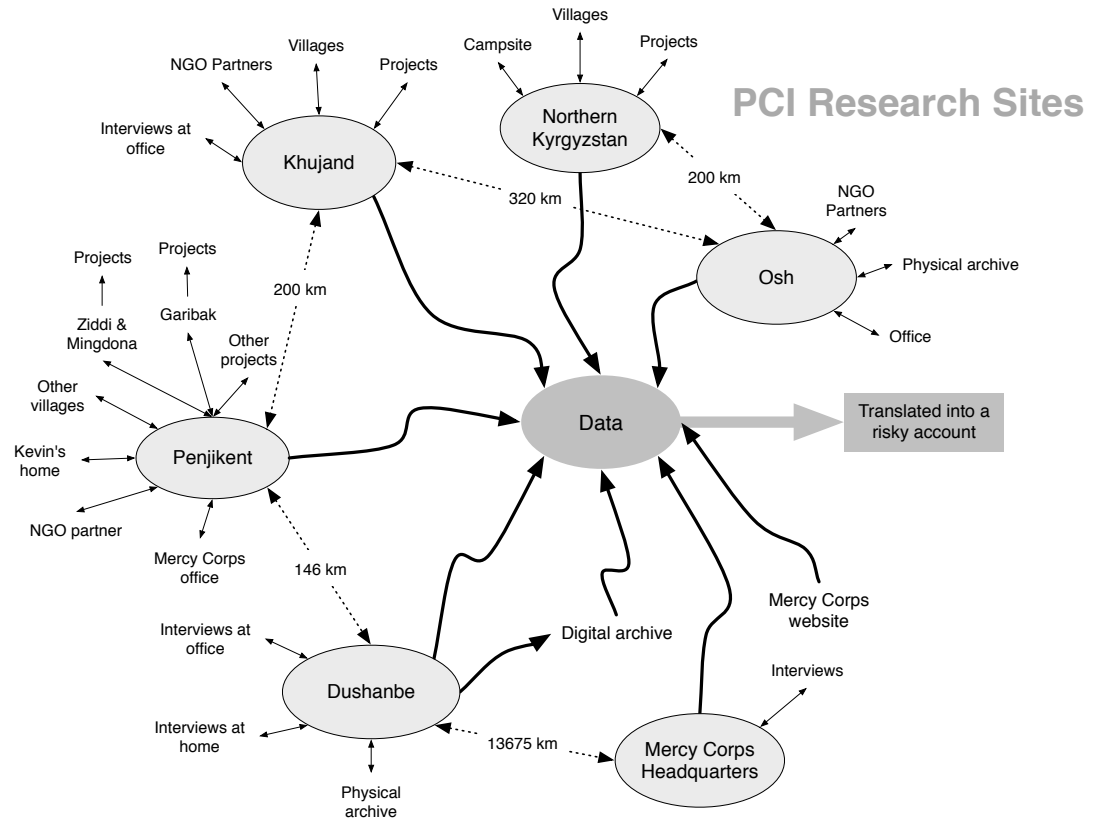 PCI Research Sites
Villages
Campsite
Projects
Northern
Kyrgyzstan
Villages
NGO Partners
Projects
Interviews at
office
Khujand
320 km
200 km
NGO
Partners
Physical archive
Osh
Office
200 km
Projects
Projects
Ziddi &
Mingdona
Garibak
Other
projects
Other
villages
Kevin's
home
Penjikent
NGO partner
Mercy Corps
office
Data
Translated into a
risky account
146 km
Interviews at
office
Dushanbe
Interviews at
home
Physical
archive
Digital archive
Mercy Corps
website
Interviews
13675 km
Mercy Corps
Headquarters